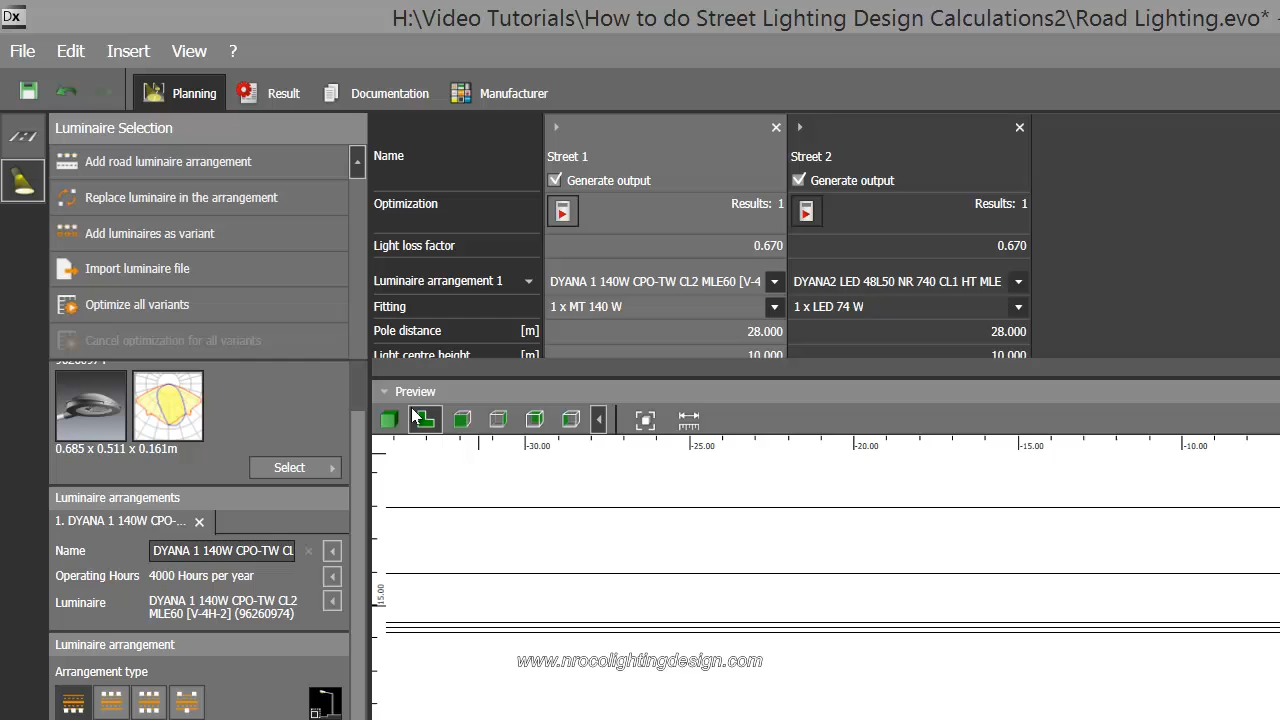 Dx
H:\Video Tutorials\How to do Street Lighting Design Calculations2\Road Lighting.evo* -
File Edit Insert View ?
Planning Result Documentation Manufacturer
Luminaire Selection
Add road luminaire arrangement
Replace luminaire in the arrangement
Add luminaires as variant
Import luminaire file
Optimize all variants
Cancel optimization for all variants
96260974
0.685 x 0.511 x 0.161m
Select
Luminaire arrangements
1. DYANA 1 140W CPO-...
Name DYANA 1 140W CPO-TW CL
Operating Hours 4000 Hours per year
Luminaire DYANA 1 140W CPO-TW CL2
MLE60 [V-4H-2] (96260974)
Luminaire arrangement
Arrangement type
Name Street 1 Street 2
Generate output Generate output
Optimization Results: 1 Results: 1
Light loss factor 0.670 0.670
Luminaire arrangement 1 DYANA 1 140W CPO-TW CL2 MLE60 [V-4 DYANA2 LED 48L50 NR 740 CL1 HT MLE
Fitting 1 x MT 140 W 1 x LED 74 W
Pole distance [m] 28.000 28.000
Light centre height [m] 10.000 10.000
Preview
-30.00 -25.00 -20.00 -15.00 -10.00
15.00
www.nrocolightingdesign.com